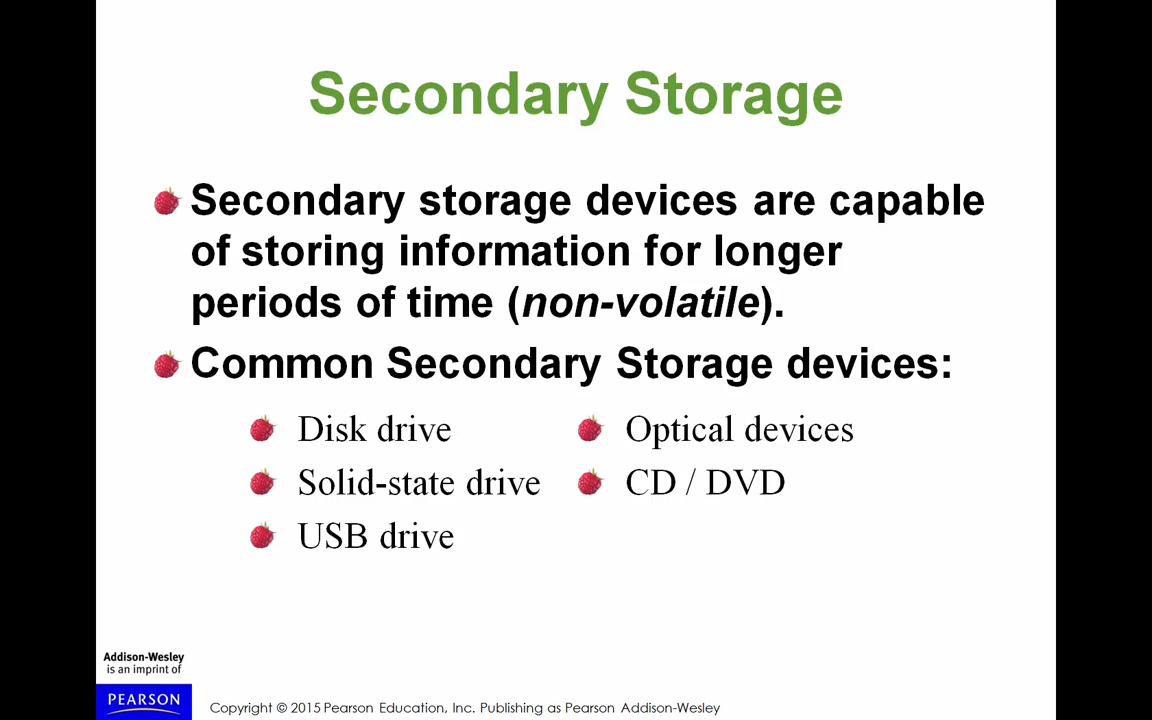 Secondary Storage
Secondary storage devices are capable
of storing information for longer
periods of time (non-volatile).
Common Secondary Storage devices:
Disk drive
Solid-state drive
USB drive
Optical devices
CD / DVD
Addison-Wesley
is an imprint of
PEARSON
Copyright © 2015 Pearson Education, Inc. Publishing as Pearson Addison-Wesley